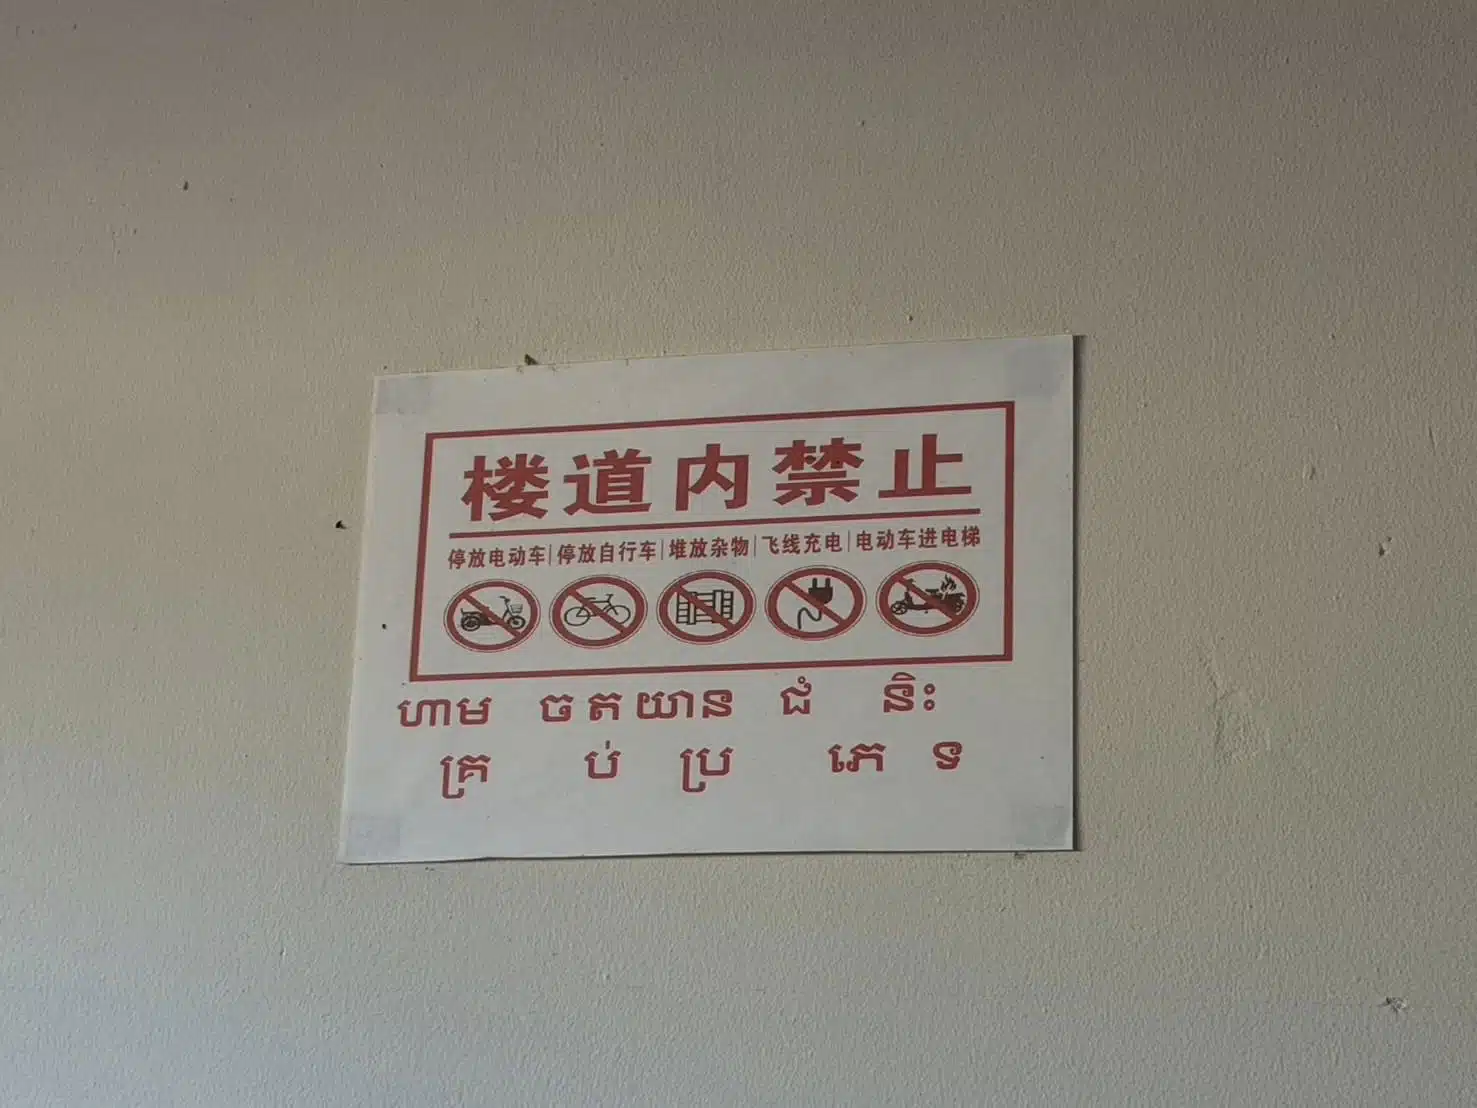 楼道内禁止
停放电动车|停放自行车|堆放杂物|飞线充电|电动车进电梯
ហាម ចតយាន ជំ និះ
គ្រ ប់ ប្រ ភេ ទ